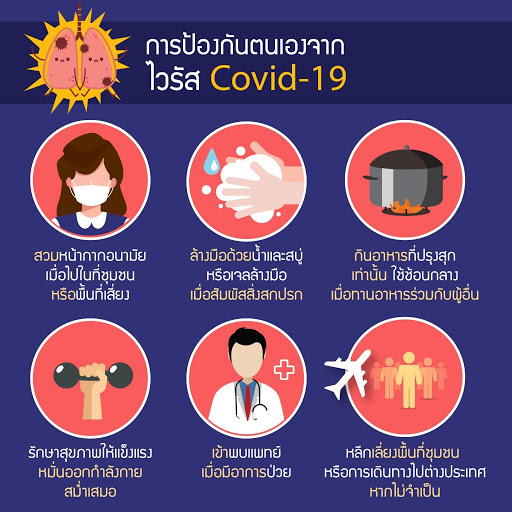 การป้องกันตนเองจาก
ไวรัส Covid-19
สวมหน้ากากอนามัย
เมื่อไปในที่ชุมชน
หรือพื้นที่เสี่ยง
ล้างมือด้วยน้ำและสบู่
หรือเจลล้างมือ
เมื่อสัมผัสสิ่งสกปรก
กินอาหารที่ปรุงสุก
เท่านั้น ใช้ช้อนกลาง
เมื่อทานอาหารร่วมกับผู้อื่น
รักษาสุขภาพให้แข็งแรง
หมั่นออกกำลังกาย
สม่ำเสมอ
เข้าพบแพทย์
เมื่อมีอาการป่วย
หลีกเลี่ยงพื้นที่ชุมชน
หรือการเดินทางไปต่างประเทศ
หากไม่จำเป็น